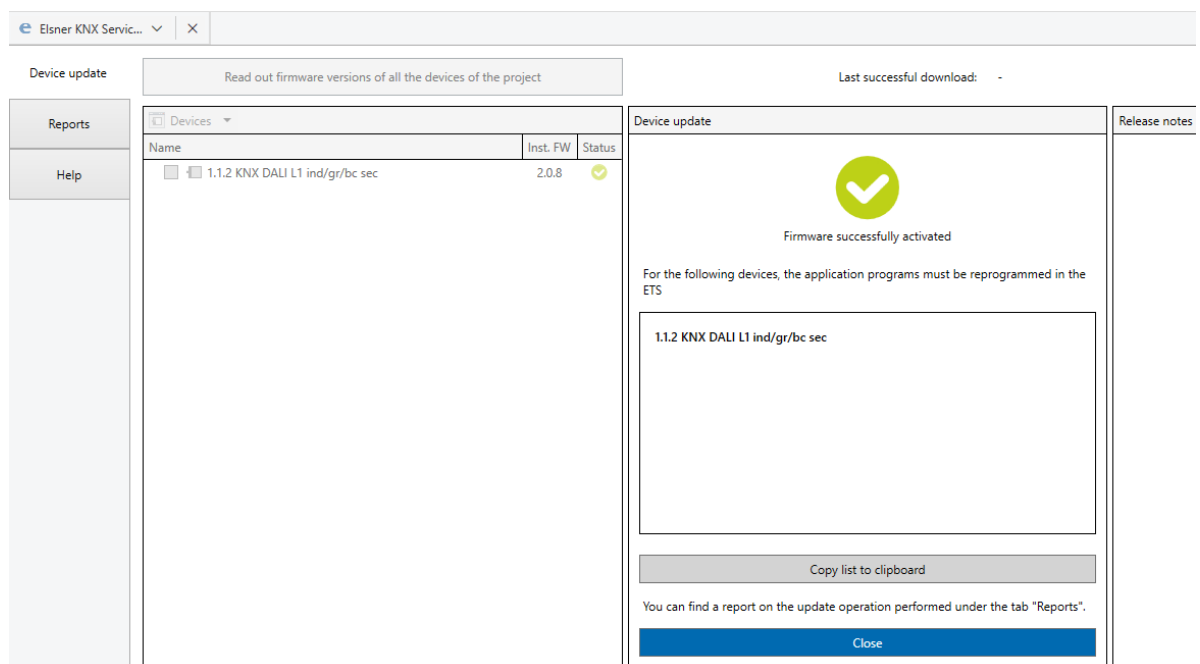 Elsner KNX Servic...
Device update
Read out firmware versions of all the devices of the project
Last successful download: -
Reports
Help
Devices
Name
Inst. FW
Status
1.1.2 KNX DALI L1 ind/gr/bc sec
2.0.8
Device update
Firmware successfully activated
For the following devices, the application programs must be reprogrammed in the
ETS
1.1.2 KNX DALI L1 ind/gr/bc sec
Copy list to clipboard
You can find a report on the update operation performed under the tab "Reports".
Close
Release notes